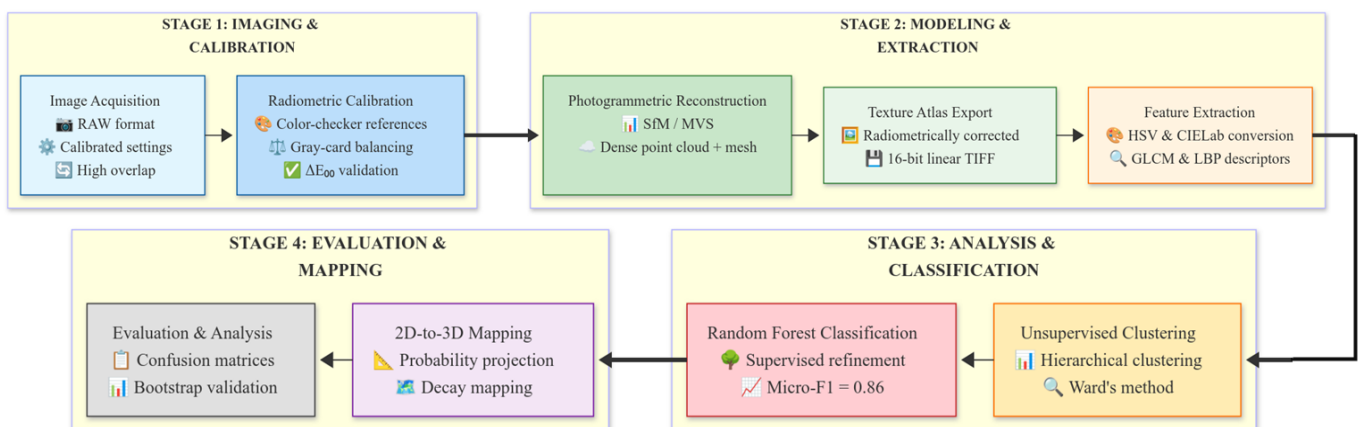 STAGE 1: IMAGING &
CALIBRATION
Image Acquisition
RAW format
Calibrated settings
High overlap
Radiometric Calibration
Color-checker references
Gray-card balancing
ΔE₀₀ validation
STAGE 2: MODELING &
EXTRACTION
Photogrammetric Reconstruction
SfM / MVS
Dense point cloud + mesh
Texture Atlas Export
Radiometrically corrected
16-bit linear TIFF
Feature Extraction
HSV & CIELab conversion
GLCM & LBP descriptors
STAGE 3: ANALYSIS &
CLASSIFICATION
Unsupervised Clustering
Hierarchical clustering
Ward's method
Random Forest Classification
Supervised refinement
Micro-F1 = 0.86
STAGE 4: EVALUATION &
MAPPING
2D-to-3D Mapping
Probability projection
Decay mapping
Evaluation & Analysis
Confusion matrices
Bootstrap validation